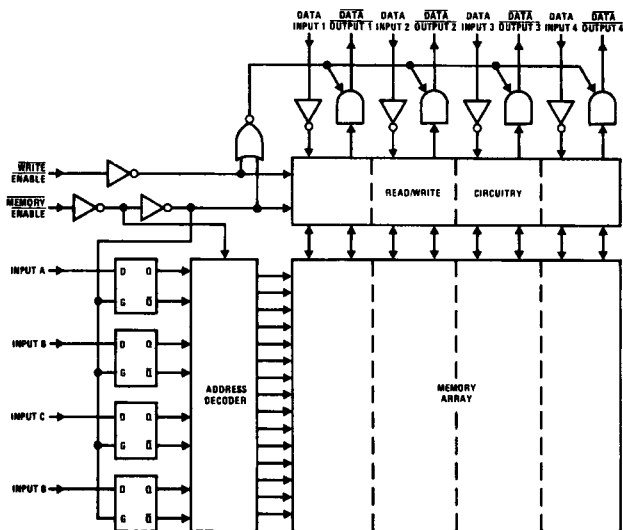 DATA INPUT 1
DATA OUTPUT 1
DATA INPUT 2
DATA OUTPUT 2
DATA INPUT 3
DATA OUTPUT 3
DATA INPUT 4
DATA OUTPUT 4
WRITE
ENABLE
MEMORY
ENABLE
READ/WRITE CIRCUITRY
INPUT A
D Q
G Q
INPUT B
D Q
G Q
ADDRESS
DECODER
MEMORY
ARRAY
INPUT C
D Q
G Q
INPUT B
D Q
G Q